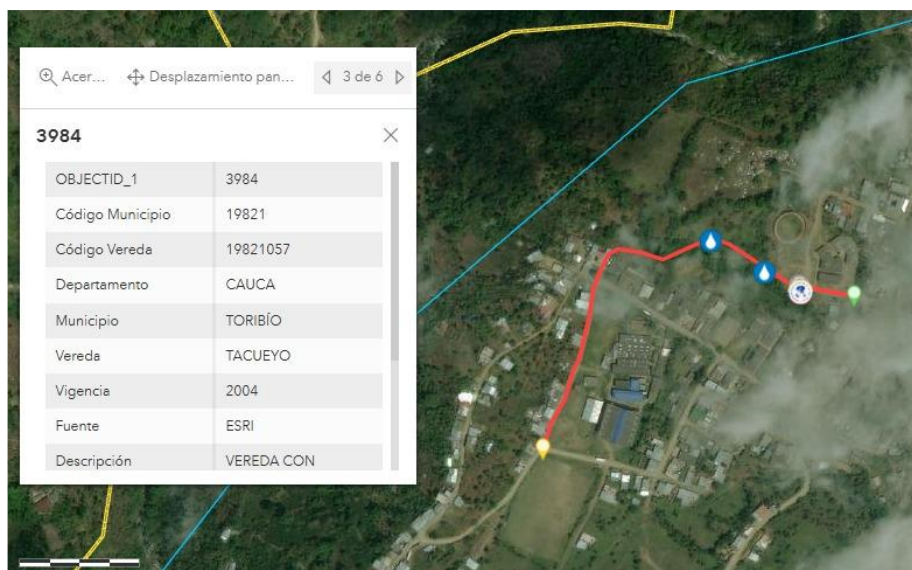 Acer... Desplazamiento pan... 3 de 6
3984
OBJECTID_1 3984
Código Municipio 19821
Código Vereda 19821057
Departamento CAUCA
Municipio TORIBÍO
Vereda TACUEYO
Vigencia 2004
Fuente ESRI
Descripción VEREDA CON